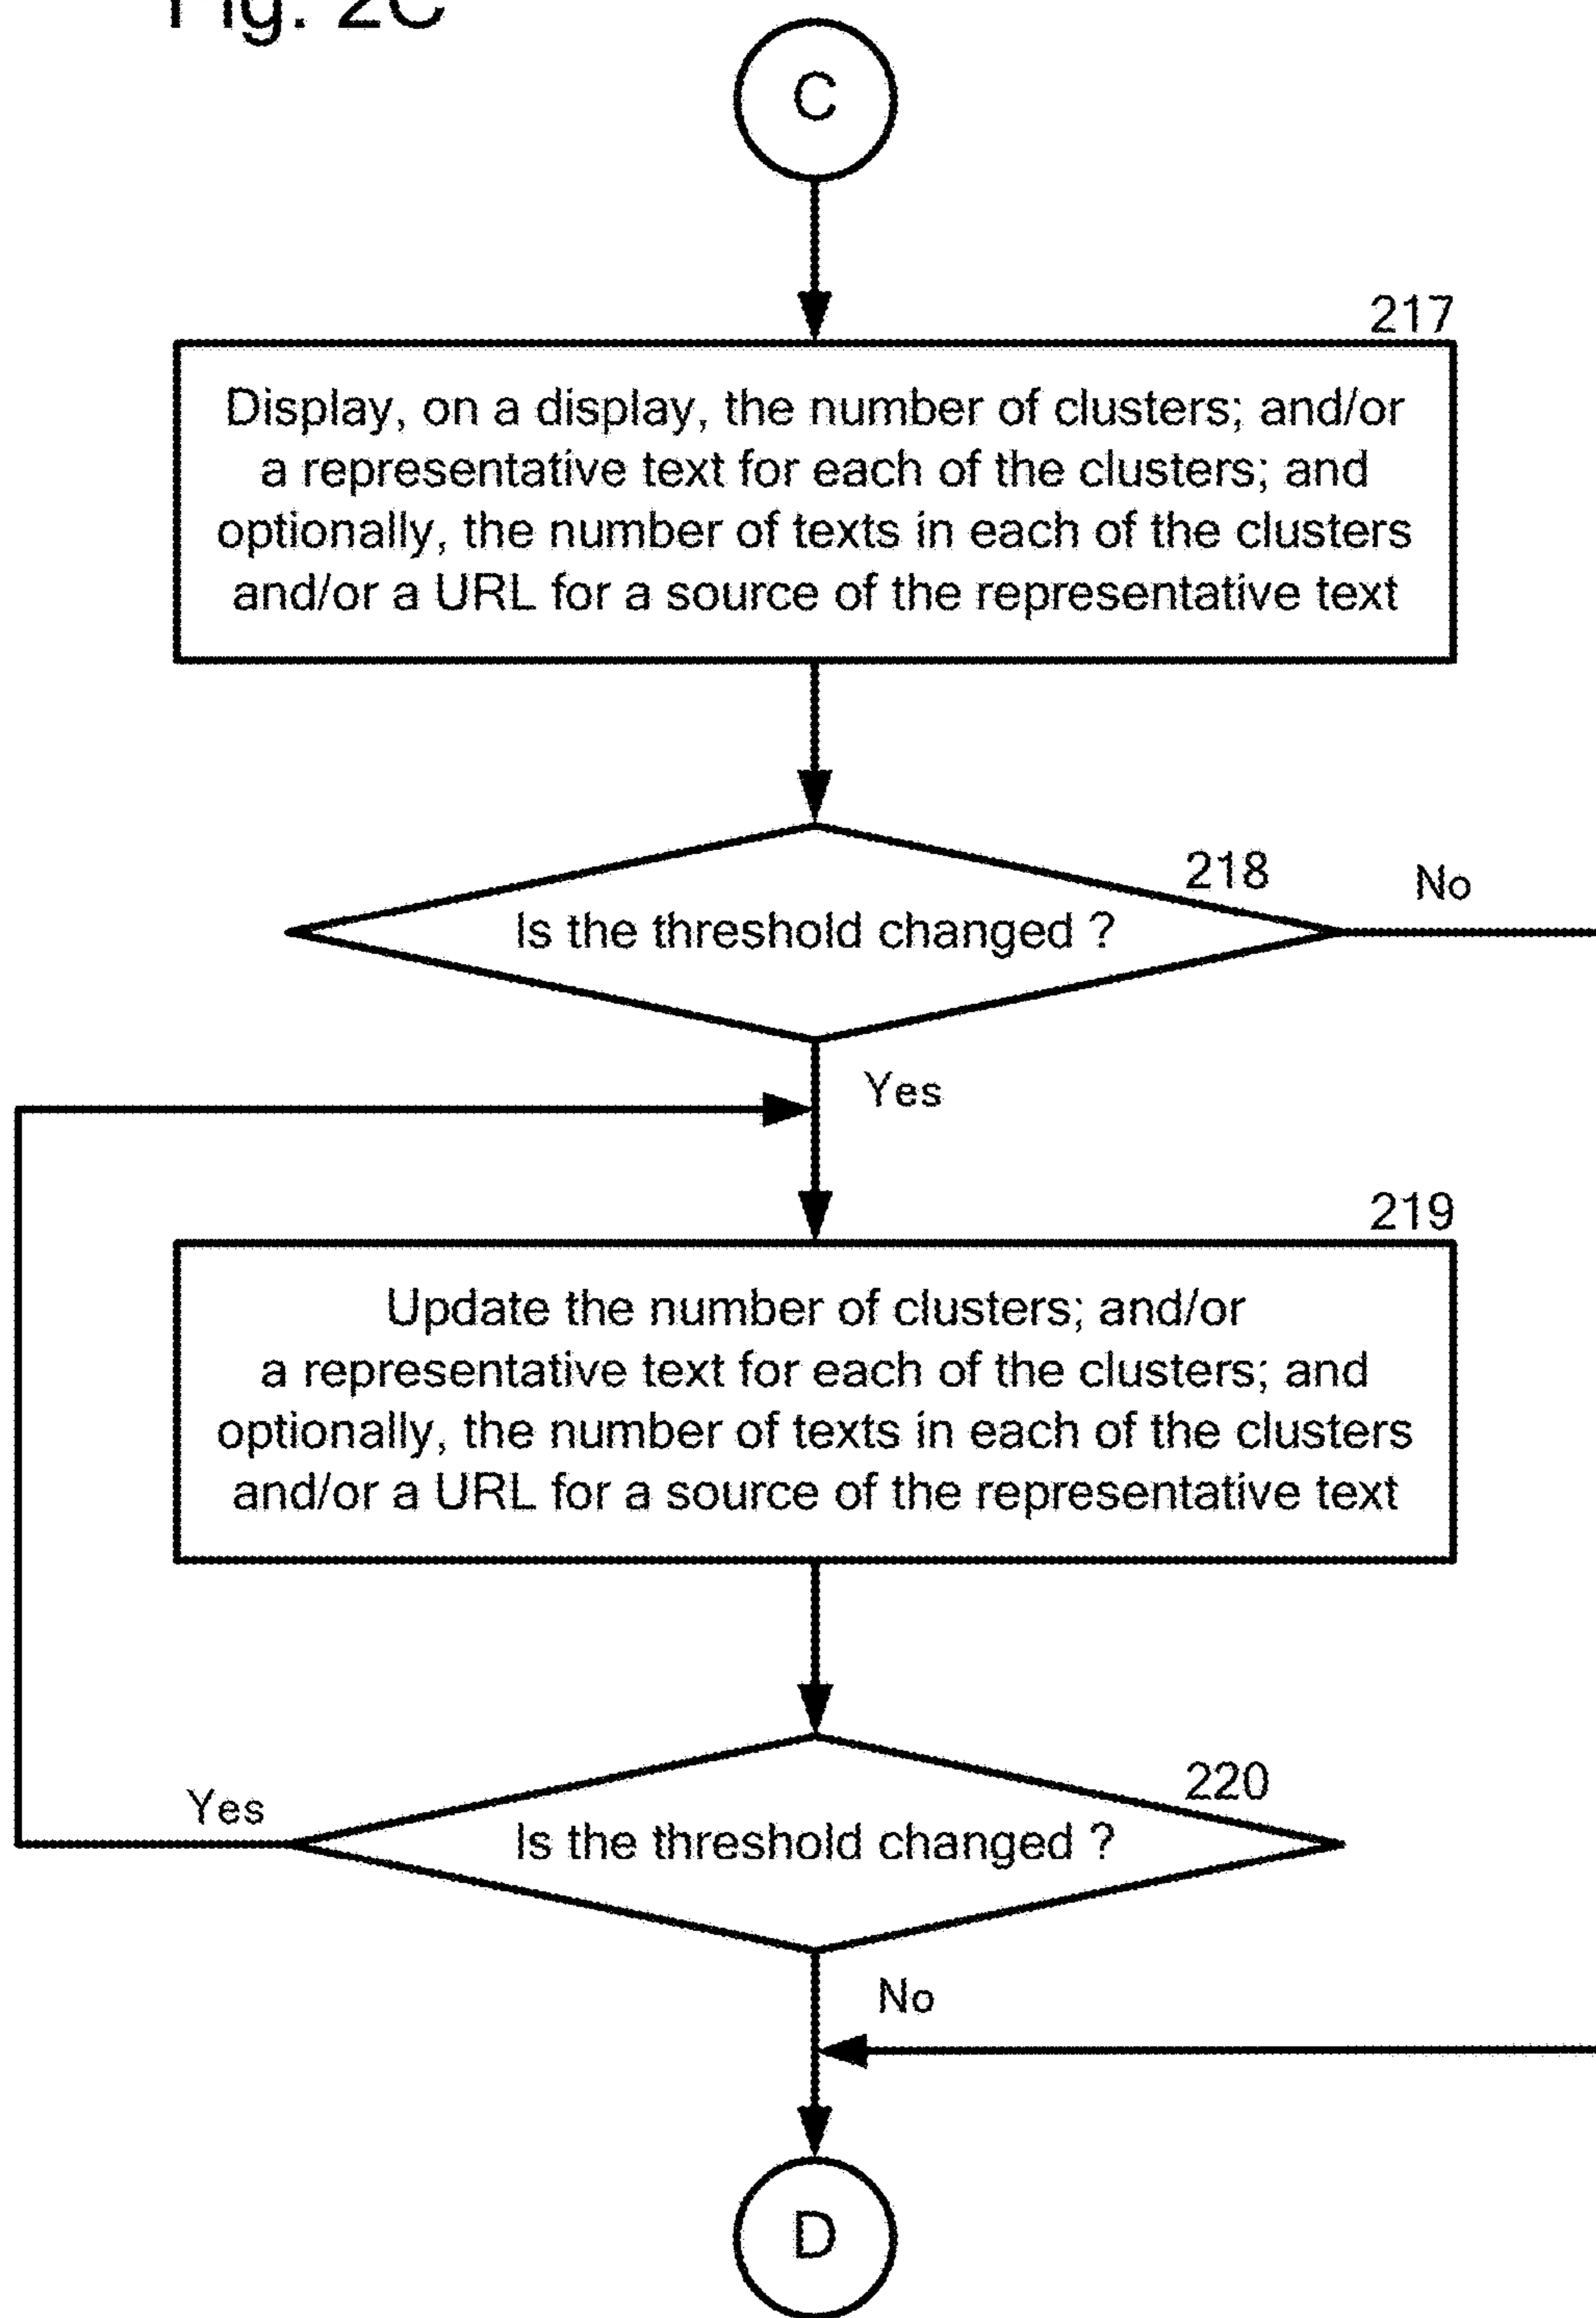 Fig. 2C
C
217
Display, on a display, the number of clusters; and/or
a representative text for each of the clusters; and
optionally, the number of texts in each of the clusters
and/or a URL for a source of the representative text
218
No
Is the threshold changed ?
Yes
219
Update the number of clusters; and/or
a representative text for each of the clusters; and
optionally, the number of texts in each of the clusters
and/or a URL for a source of the representative text
220
Yes
Is the threshold changed ?
No
D